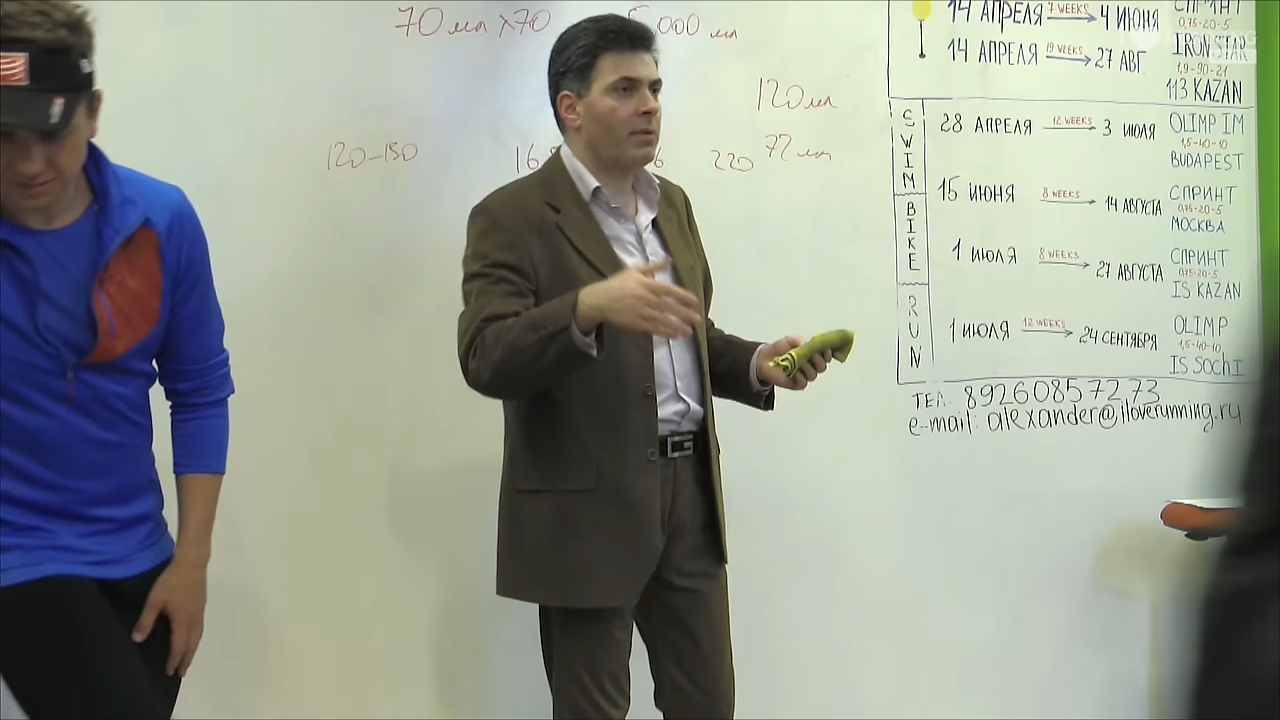 70 мл х70
000 мл
120 мл
120-150
16
220
72 мл
14 АПРЕЛЯ 7 WEEKS 4 ИЮНЯ
СПРИНТ
0,75-20-5
14 АПРЕЛЯ 19 WEEKS 27 АВГ
IRON STAR
1,9-90-21
113 KAZAN
SWIM
BIKE
RUN
28 АПРЕЛЯ 12 WEEKS 3 ИЮЛЯ
OLIMP IM
1,5-40-10
BUDAPEST
15 ИЮНЯ 8 WEEKS 14 АВГУСТА
СПРИНТ
0,75-20-5
МОСКВА
1 ИЮЛЯ 8 WEEKS 27 АВГУСТА
СПРИНТ
0,75-20-5
IS KAZAN
1 ИЮЛЯ 12 WEEKS 24 СЕНТЯБРЯ
OLIMP
1,5-40-10
IS SOCHI
ТЕЛ. 89260857273
e-mail: alexander@iloverunning.ru